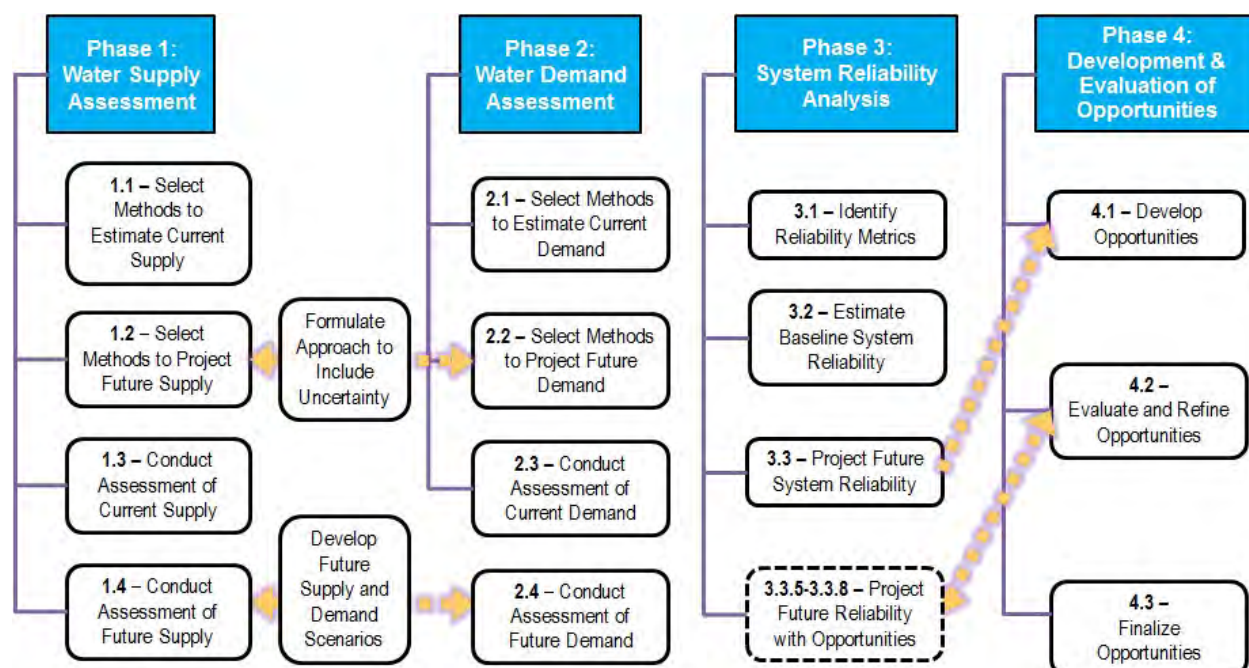 Phase 1:
Water Supply
Assessment
1.1 – Select
Methods to
Estimate Current
Supply
1.2 – Select
Methods to Project
Future Supply
1.3 – Conduct
Assessment of
Current Supply
1.4 – Conduct
Assessment of
Future Supply
Formulate
Approach to
Include
Uncertainty
Develop
Future
Supply and
Demand
Scenarios
Phase 2:
Water Demand
Assessment
2.1 – Select Methods
to Estimate Current
Demand
2.2 – Select Methods
to Project Future
Demand
2.3 – Conduct
Assessment of
Current Demand
2.4 – Conduct
Assessment of
Future Demand
Phase 3:
System Reliability
Analysis
3.1 – Identify
Reliability Metrics
3.2 – Estimate
Baseline System
Reliability
3.3 – Project Future
System Reliability
3.3.5-3.3.8 – Project
Future Reliability
with Opportunities
Phase 4:
Development &
Evaluation of
Opportunities
4.1 – Develop
Opportunities
4.2 –
Evaluate and Refine
Opportunities
4.3 –
Finalize
Opportunities